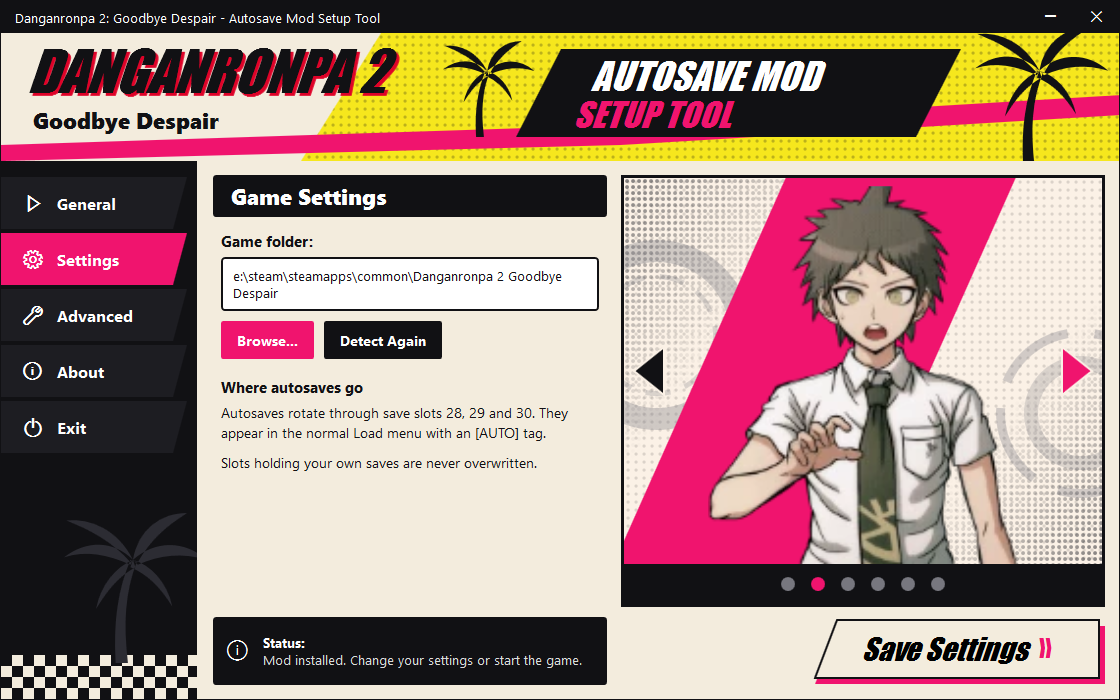 Danganronpa 2: Goodbye Despair - Autosave Mod Setup Tool
DANGANRONPA 2
Goodbye Despair
AUTOSAVE MOD
SETUP TOOL
General
Settings
Advanced
About
Exit
Game Settings
Game folder:
e:\steam\steamapps\common\Danganronpa 2 Goodbye
Despair
Browse...
Detect Again
Where autosaves go
Autosaves rotate through save slots 28, 29 and 30. They
appear in the normal Load menu with an [AUTO] tag.
Slots holding your own saves are never overwritten.
Status:
Mod installed. Change your settings or start the game.
Save Settings